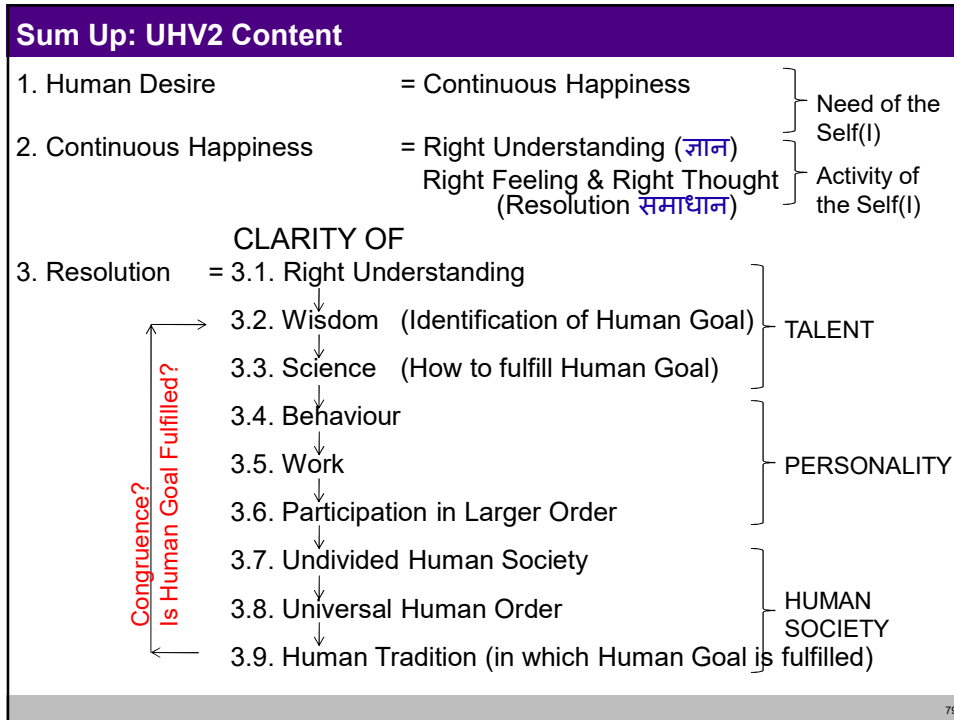 Sum Up: UHV2 Content
1. Human Desire = Continuous Happiness
Need of the
Self(I)
2. Continuous Happiness = Right Understanding (ज्ञान)
Right Feeling & Right Thought
(Resolution समाधान)
Activity of
the Self(I)
CLARITY OF
3. Resolution = 3.1. Right Understanding
3.2. Wisdom (Identification of Human Goal)
3.3. Science (How to fulfill Human Goal)
TALENT
3.4. Behaviour
3.5. Work
3.6. Participation in Larger Order
PERSONALITY
3.7. Undivided Human Society
3.8. Universal Human Order
3.9. Human Tradition (in which Human Goal is fulfilled)
HUMAN
SOCIETY
Congruence?
Is Human Goal Fulfilled?
79